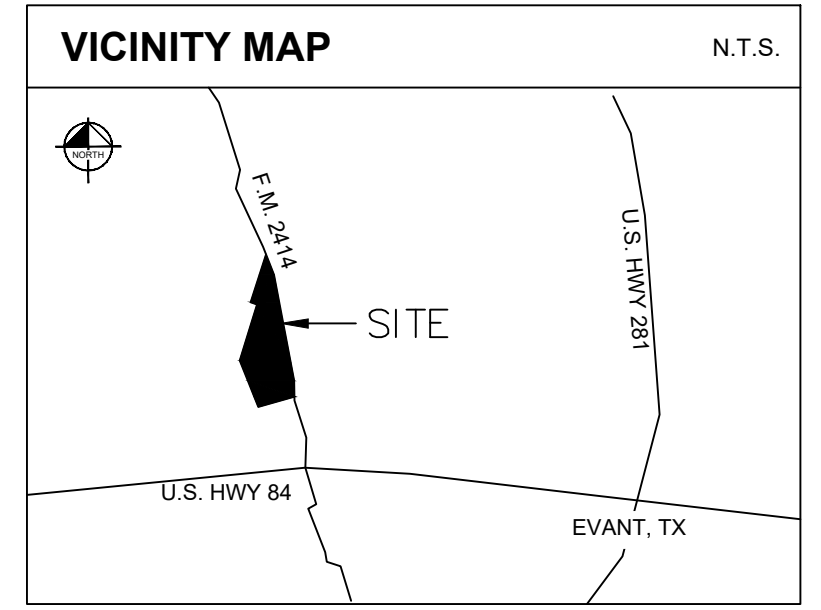 VICINITY MAP
N.T.S.
NORTH
F.M. 2414
U.S. HWY 281
SITE
U.S. HWY 84
EVANT, TX